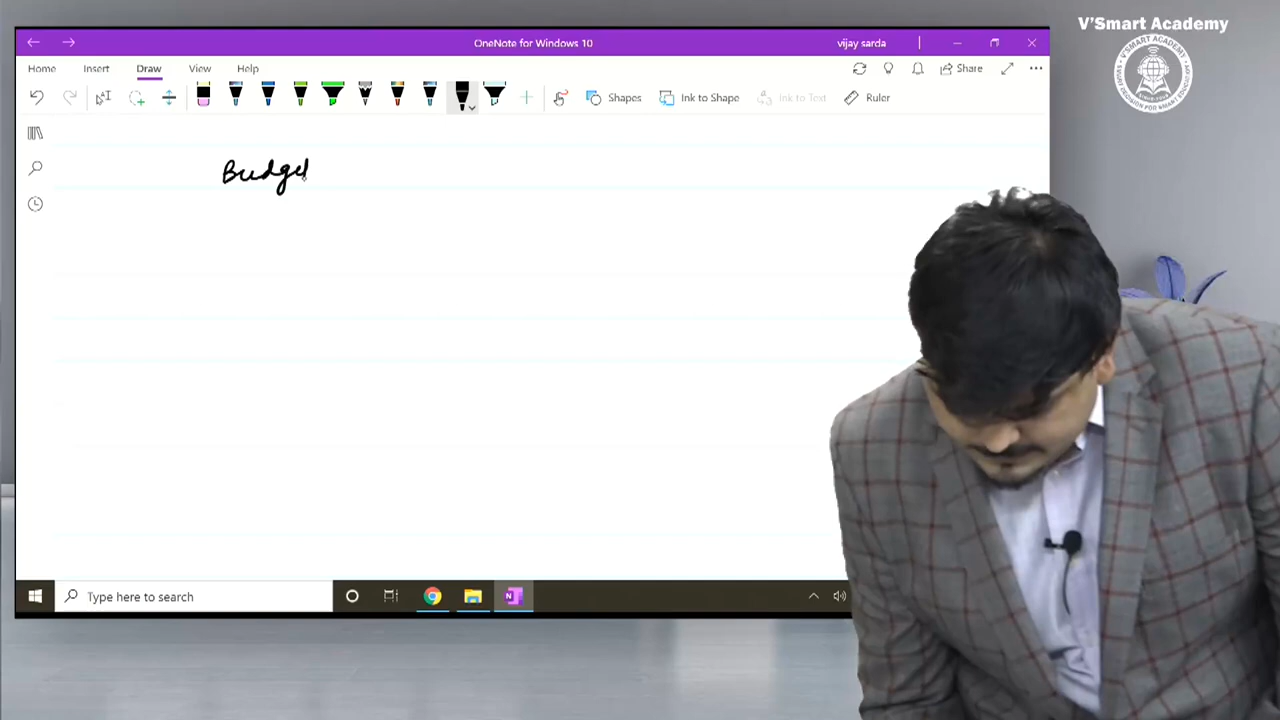 V'Smart Academy
OneNote for Windows 10
vijay sarda
Home Insert Draw View Help
Share
Shapes
Ink to Shape
Ink to Text
Ruler
Budget
Type here to search